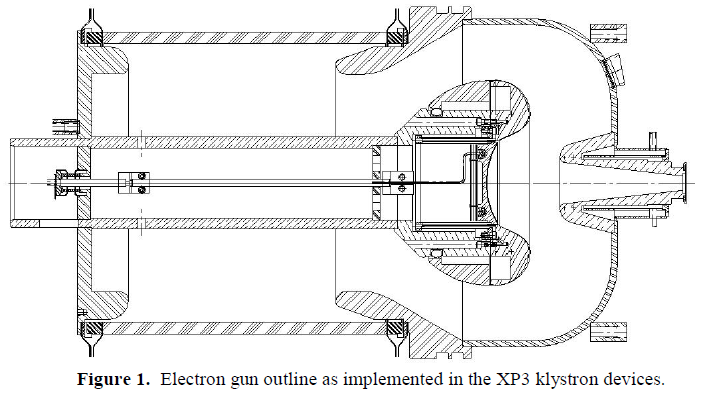 Figure 1. Electron gun outline as implemented in the XP3 klystron devices.